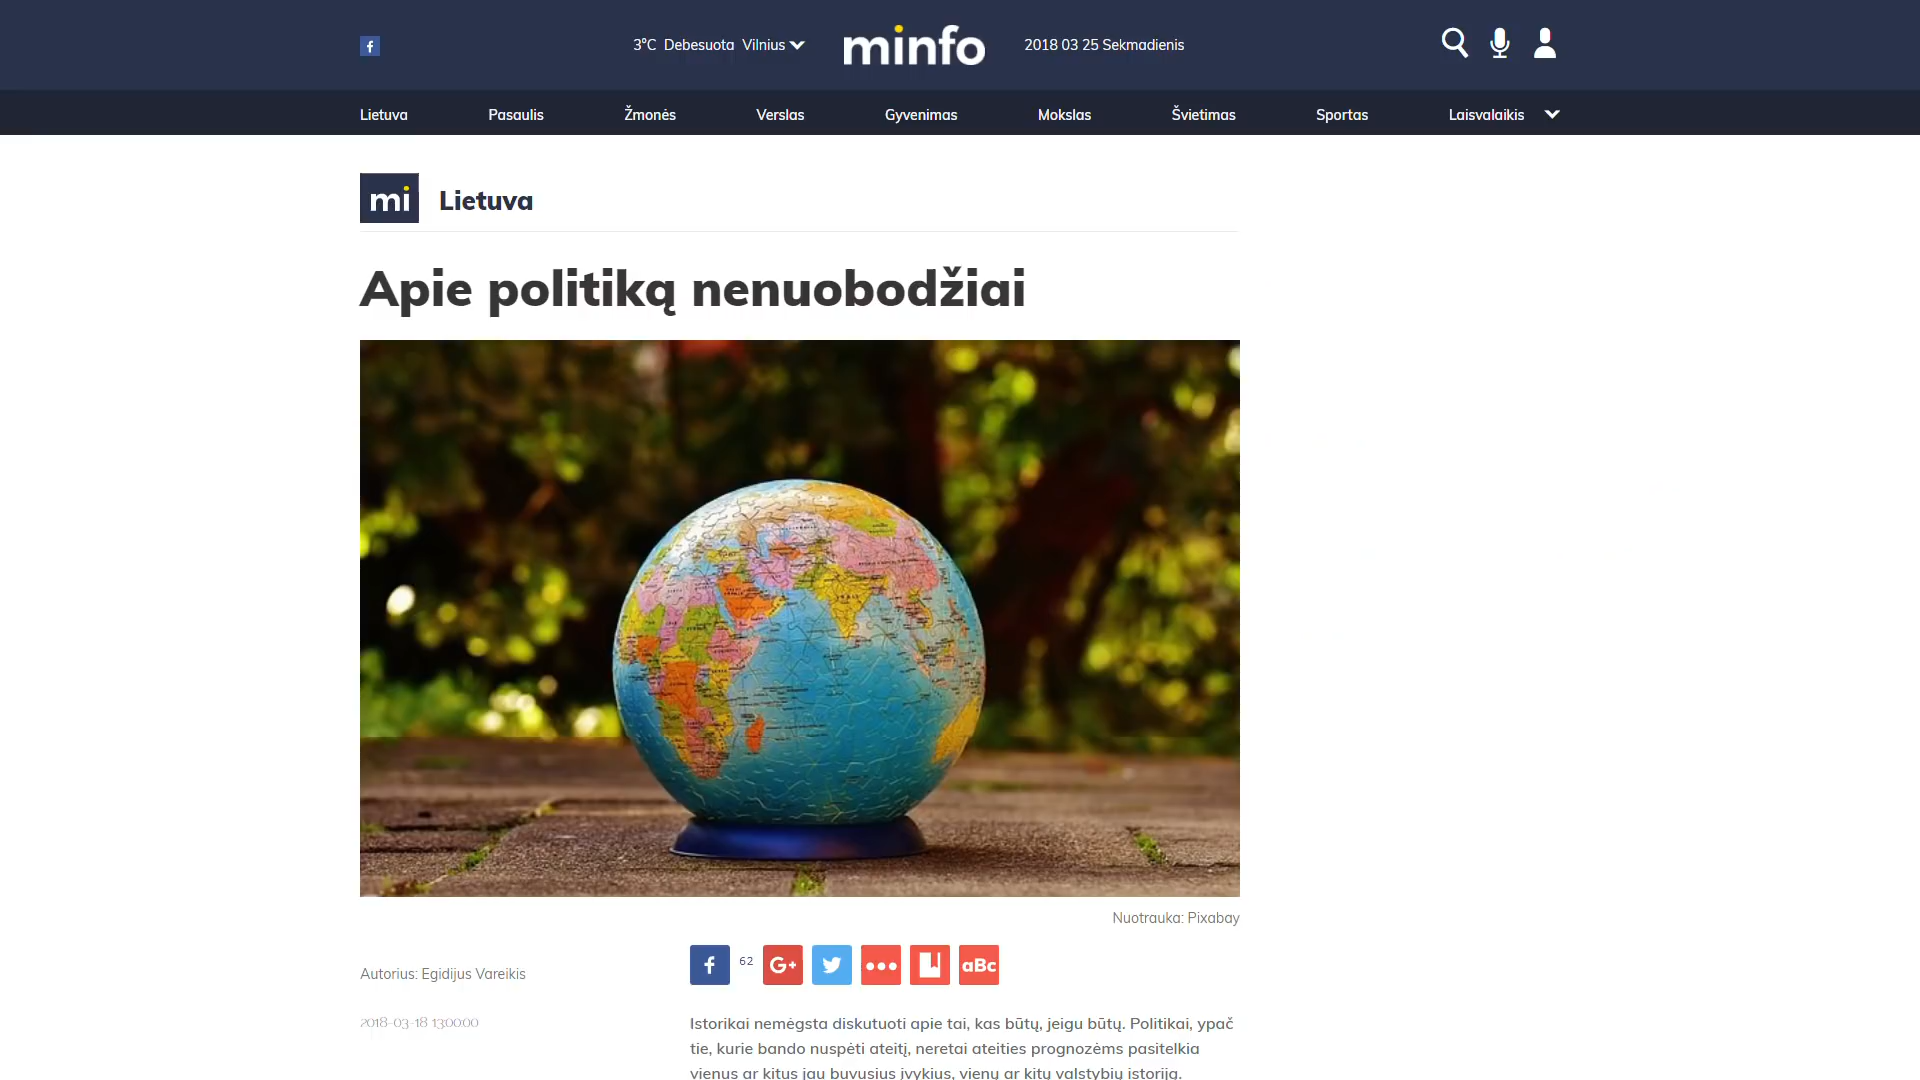 3°C Debesuota Vilnius
minfo
2018 03 25 Sekmadienis
Lietuva Pasaulis Žmonės Verslas Gyvenimas Mokslas Švietimas Sportas Laisvalaikis
mi Lietuva
Apie politiką nenuobodžiai
Nuotrauka: Pixabay
62 G+ aBc
Autorius: Egidijus Vareikis
2018-03-18 13:00:00
Istorikai nemėgsta diskutuoti apie tai, kas būtų, jeigu būtų. Politikai, ypač
tie, kurie bando nuspėti ateitį, neretai ateities prognozėms pasitelkia
vienus ar kitus jau buvusius įvykius, vienų ar kitų valstybių istoriją.